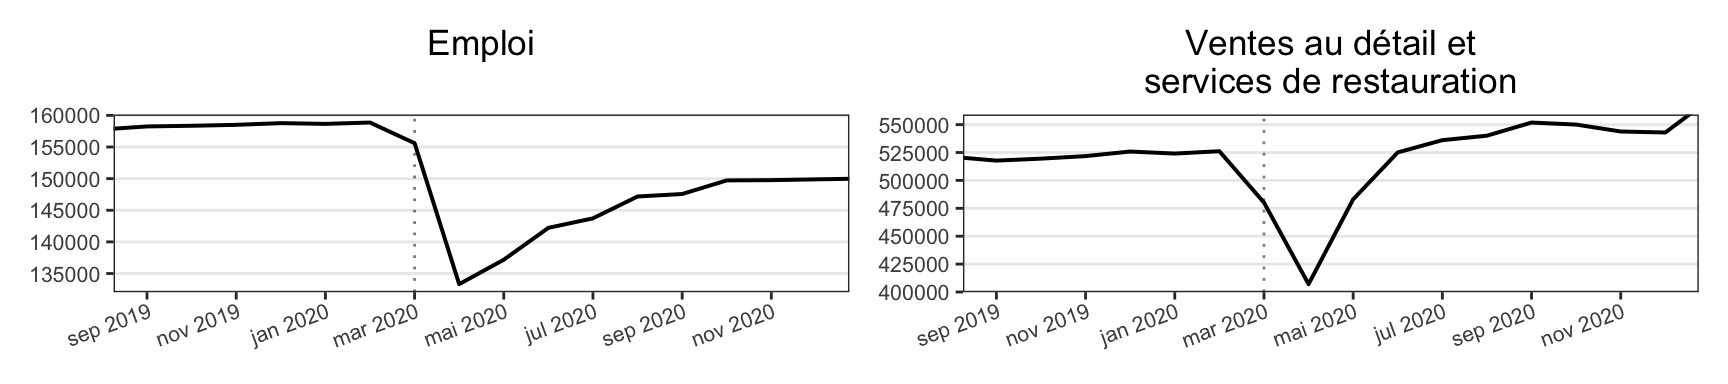 Emploi
160000
155000
150000
145000
140000
135000
sep 2019
nov 2019
jan 2020
mar 2020
mai 2020
jul 2020
sep 2020
nov 2020
Ventes au détail et
services de restauration
550000
525000
500000
475000
450000
425000
400000
sep 2019
nov 2019
jan 2020
mar 2020
mai 2020
jul 2020
sep 2020
nov 2020